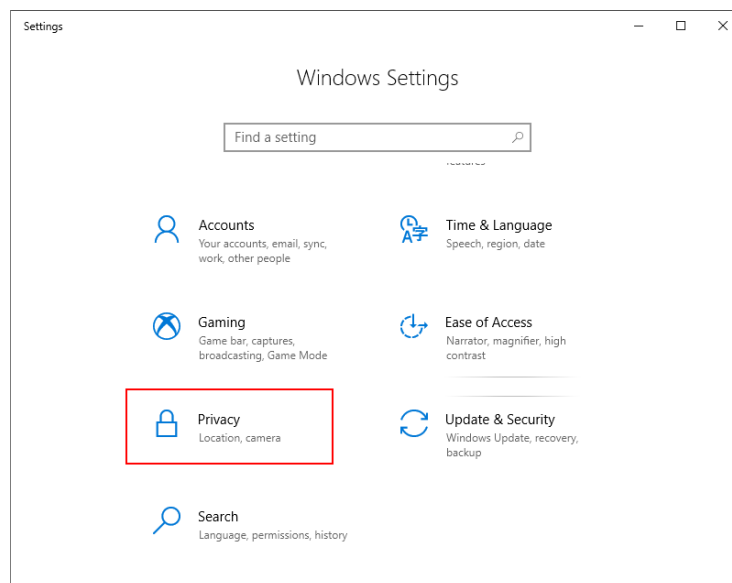 Settings
Windows Settings
Find a setting
features
Accounts
Your accounts, email, sync,
work, other people
Time & Language
Speech, region, date
Gaming
Game bar, captures,
broadcasting, Game Mode
Ease of Access
Narrator, magnifier, high
contrast
Privacy
Location, camera
Update & Security
Windows Update, recovery,
backup
Search
Language, permissions, history